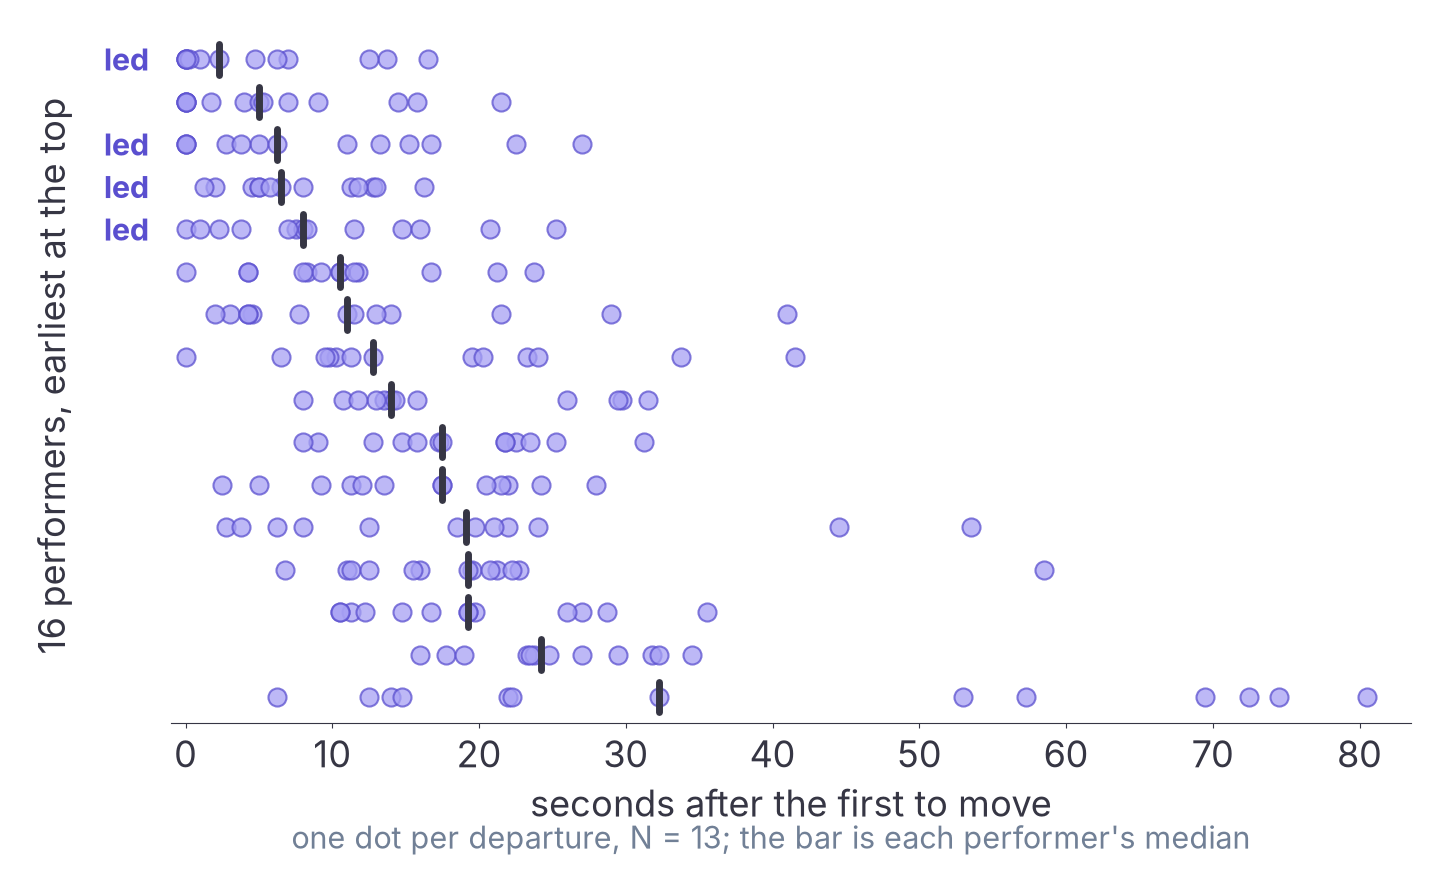 led
led
led
led
16 performers, earliest at the top
0 10 20 30 40 50 60 70 80
seconds after the first to move
one dot per departure, N = 13; the bar is each performer's median